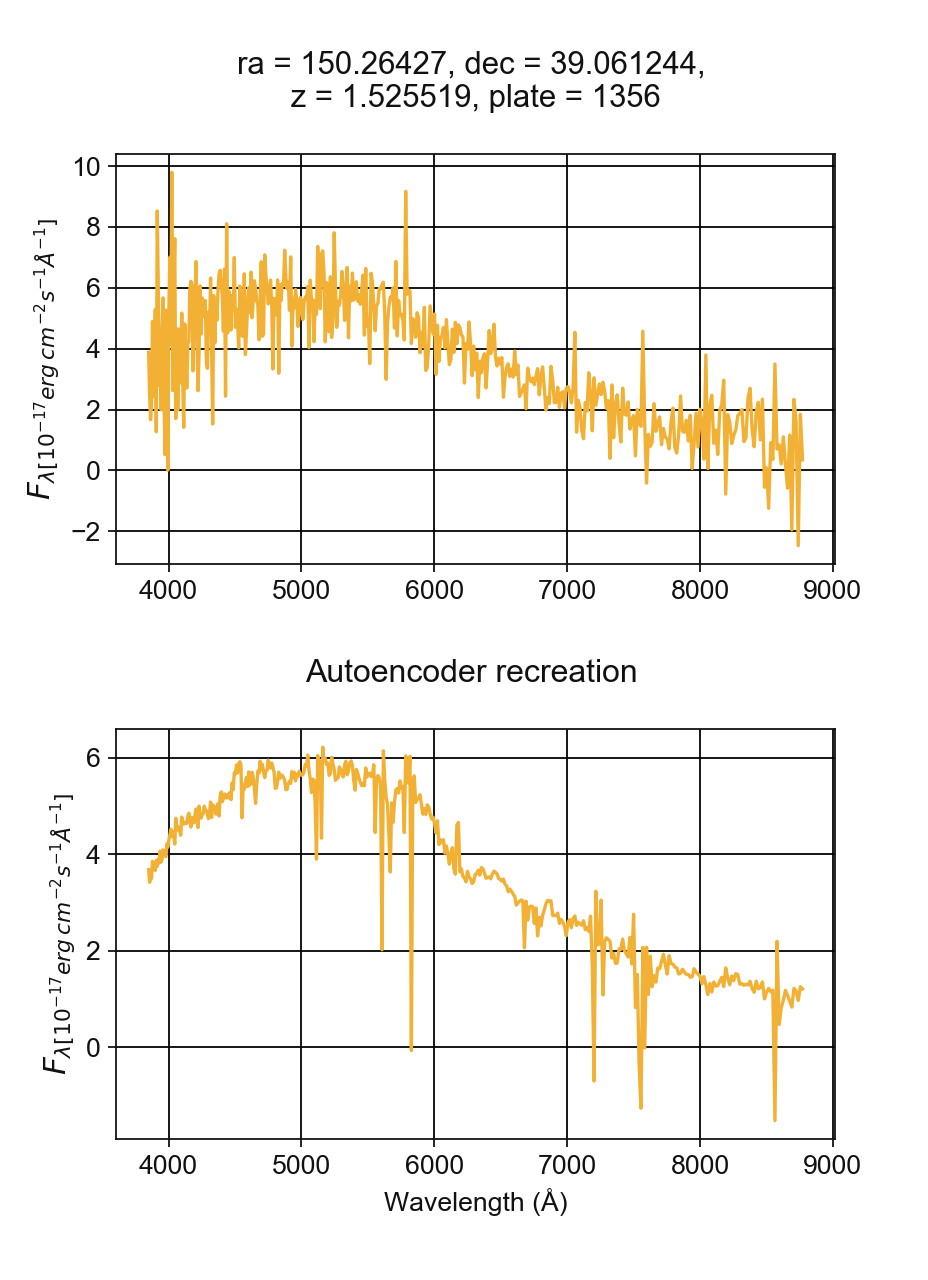 ra = 150.26427, dec = 39.061244,
z = 1.525519, plate = 1356
10
8
6
4
2
0
−2
F_λ[10⁻¹⁷ erg cm⁻² s⁻¹ Å⁻¹]
4000 5000 6000 7000 8000 9000
Autoencoder recreation
6
4
2
0
F_λ[10⁻¹⁷ erg cm⁻² s⁻¹ Å⁻¹]
4000 5000 6000 7000 8000 9000
Wavelength (Å)